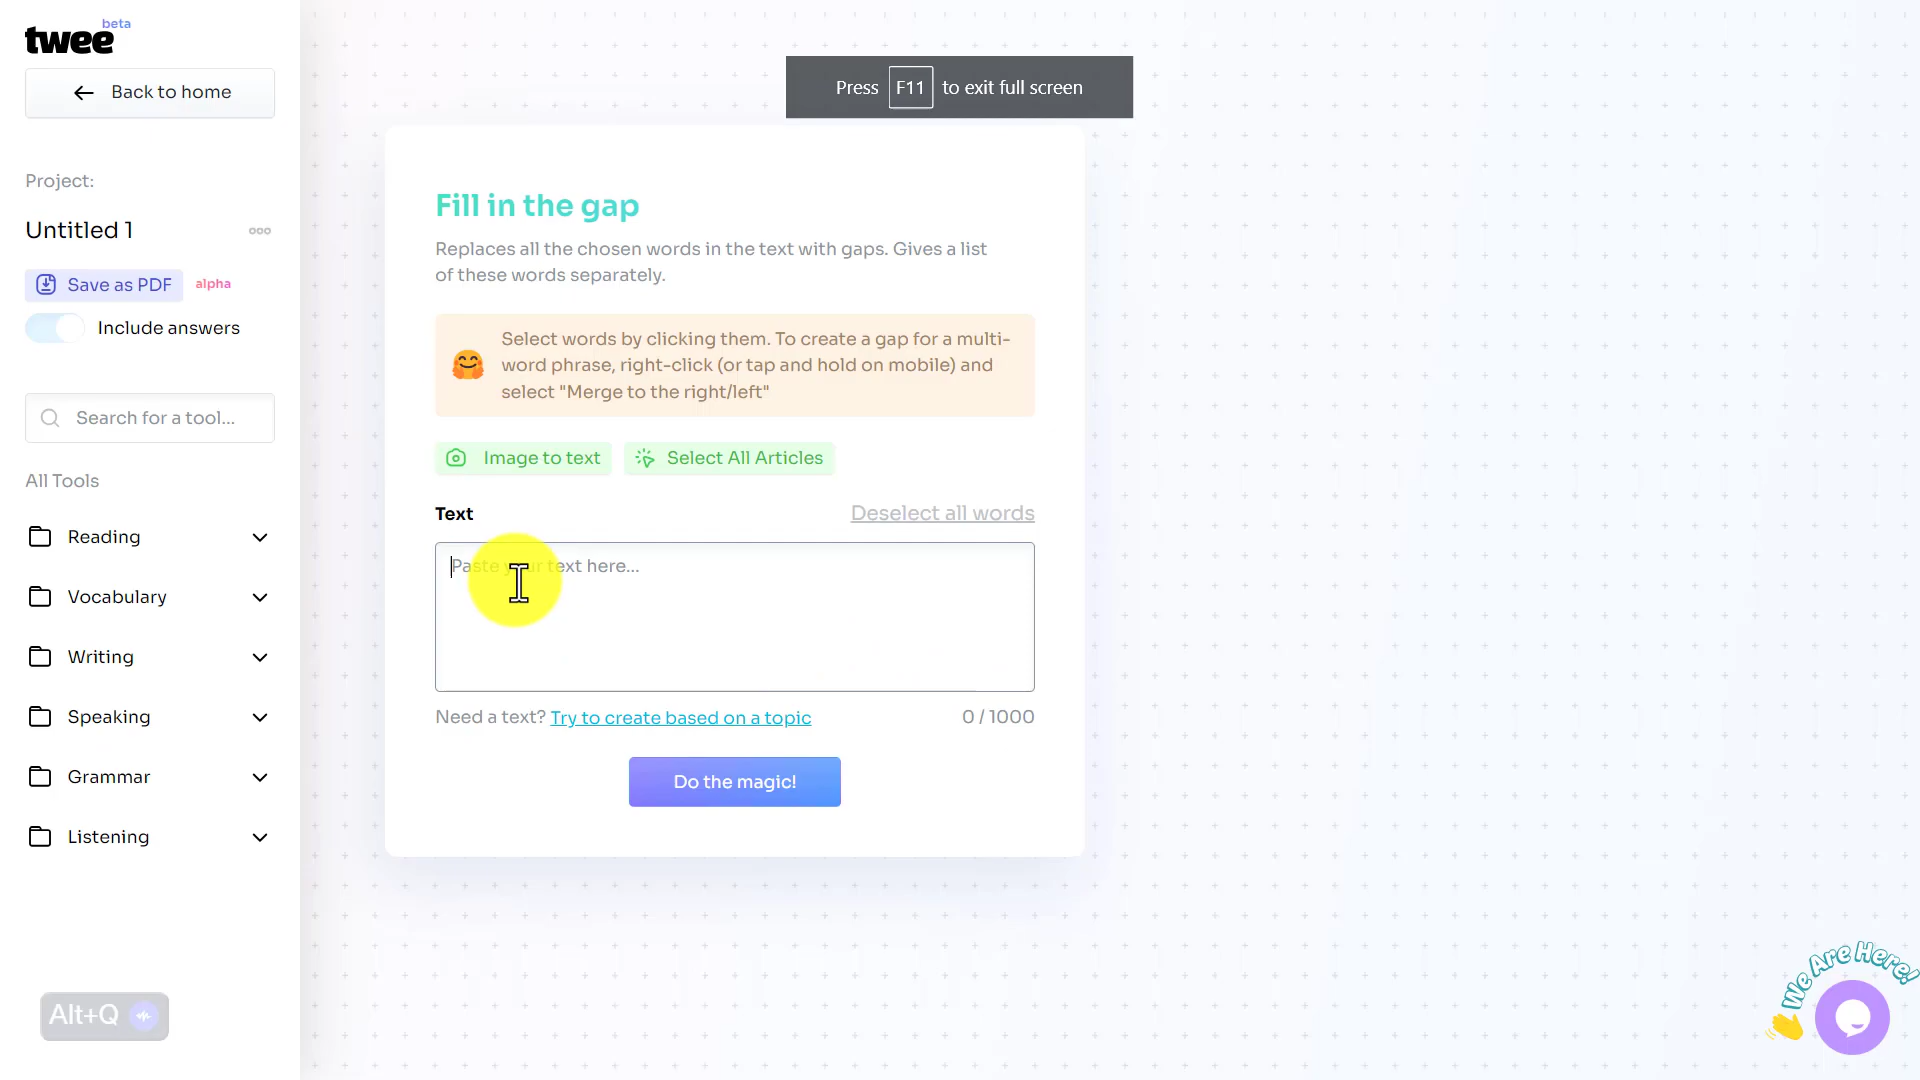 twee beta
Back to home
Project:
Untitled 1
Save as PDF alpha
Include answers
Search for a tool...
All Tools
Reading
Vocabulary
Writing
Speaking
Grammar
Listening
Alt+Q
Press F11 to exit full screen
Fill in the gap
Replaces all the chosen words in the text with gaps. Gives a list
of these words separately.
Select words by clicking them. To create a gap for a multi-
word phrase, right-click (or tap and hold on mobile) and
select "Merge to the right/left"
Image to text
Select All Articles
Text
Deselect all words
Paste your text here...
Need a text? Try to create based on a topic
0 / 1000
Do the magic!
We Are Here!